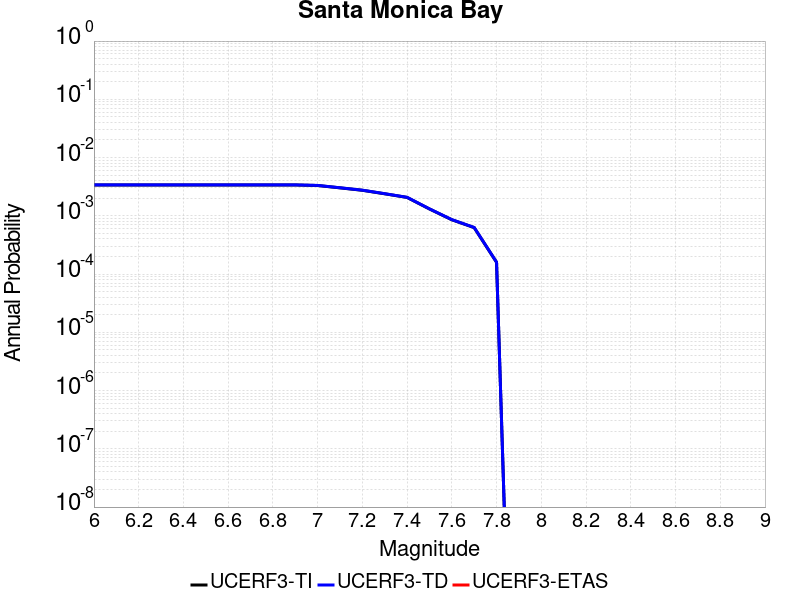 Santa Monica Bay
10^0
10^-1
10^-2
10^-3
10^-4
10^-5
10^-6
10^-7
10^-8
Annual Probability
6 6.2 6.4 6.6 6.8 7 7.2 7.4 7.6 7.8 8 8.2 8.4 8.6 8.8 9
Magnitude
UCERF3-TI UCERF3-TD UCERF3-ETAS